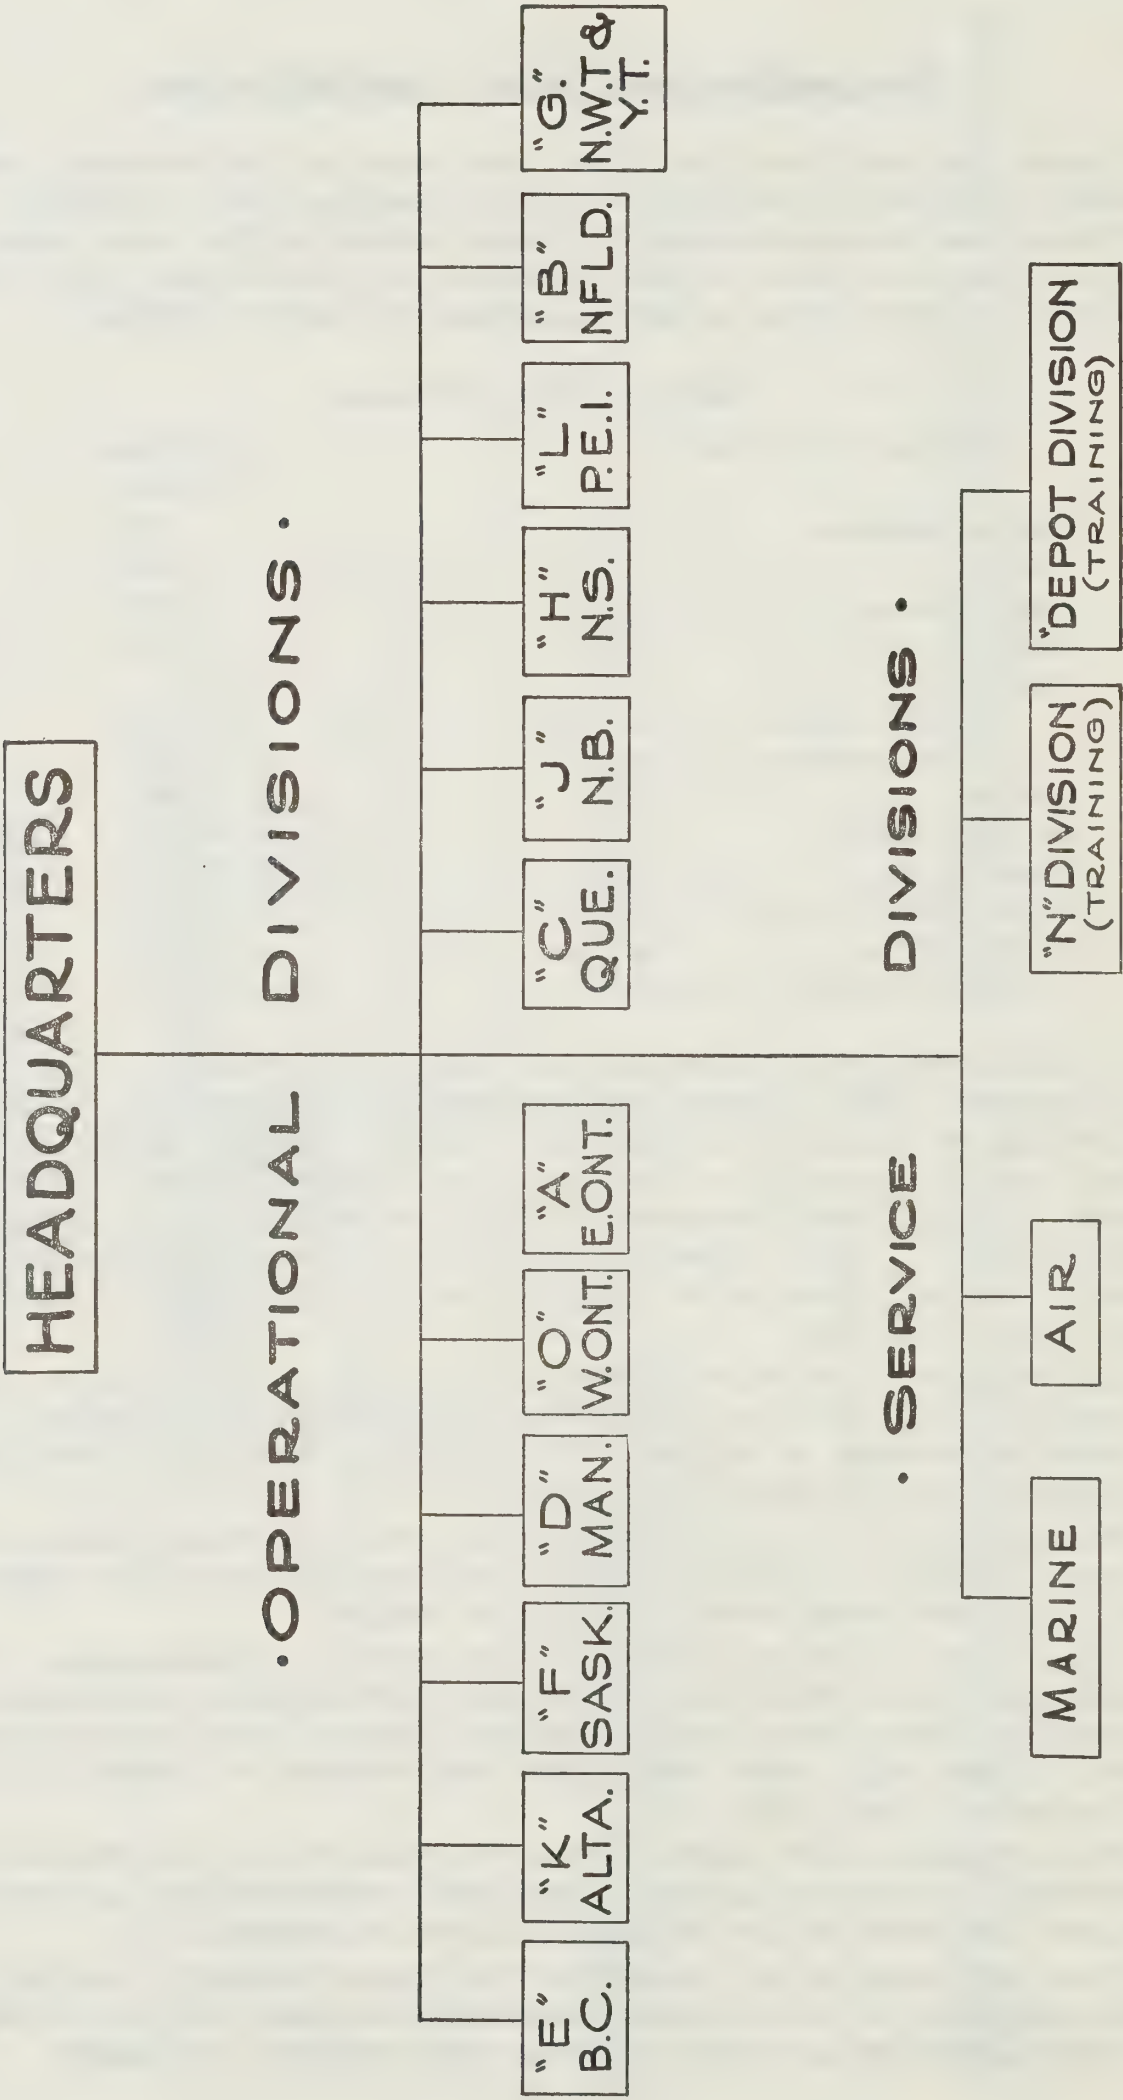 HEADQUARTERS
· OPERATIONAL DIVISIONS ·
"E"
B.C.
"K"
ALTA.
"F"
SASK.
"D"
MAN.
"O"
W.ONT.
"A"
E.ONT.
"C"
QUE.
"J"
N.B.
"H"
N.S.
"L"
P.E.I.
"B"
NFLD.
"G."
N.W.T &
Y.T.
· SERVICE DIVISIONS ·
MARINE
AIR
"N" DIVISION
(TRAINING)
"DEPOT DIVISION
(TRAINING)